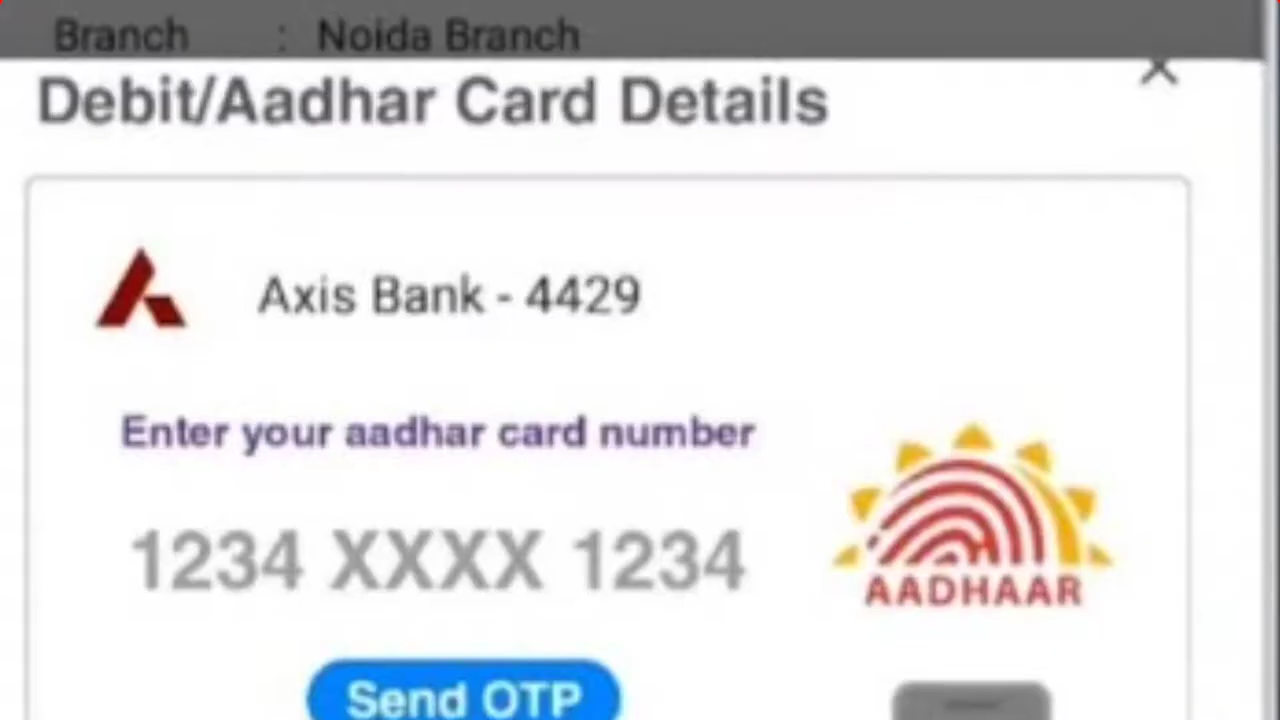 Branch : Noida Branch
Debit/Aadhar Card Details
Axis Bank - 4429
Enter your aadhar card number
1234 XXXX 1234
AADHAAR
Send OTP